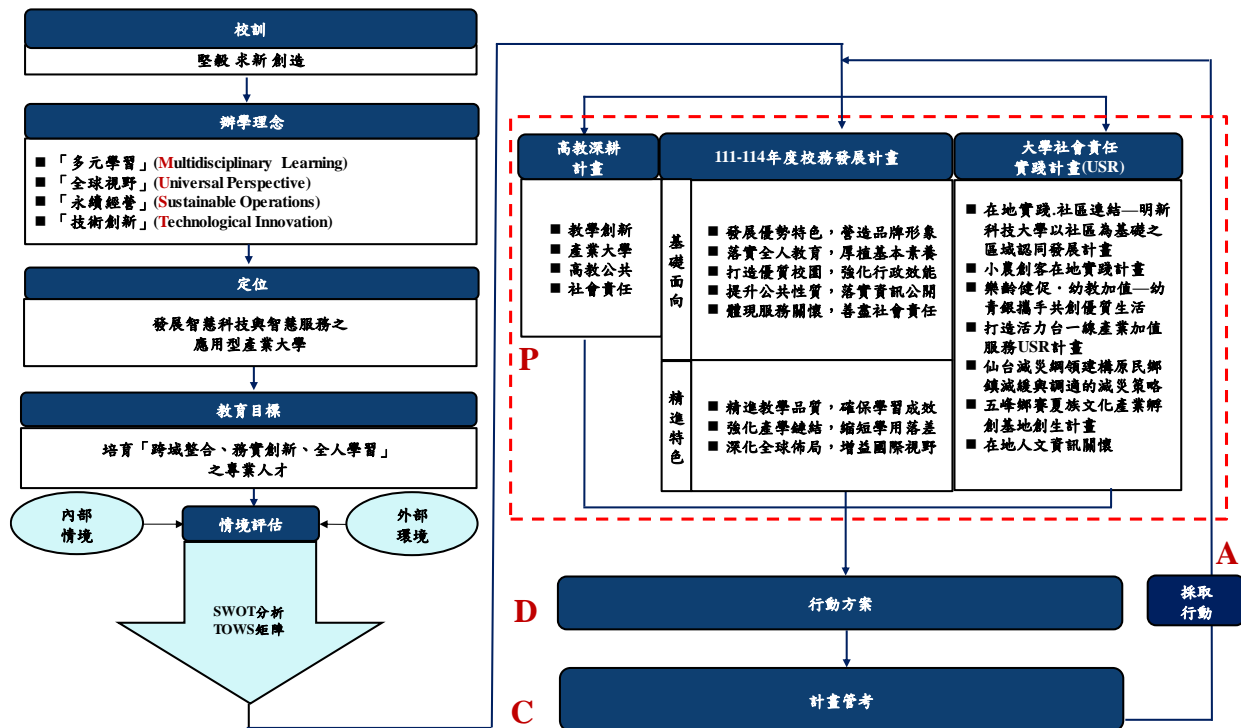 校訓
堅毅 求新 創造
辦學理念
■ 「多元學習」(Multidisciplinary Learning)
■ 「全球視野」(Universal Perspective)
■ 「永續經營」(Sustainable Operations)
■ 「技術創新」(Technological Innovation)
定位
發展智慧科技與智慧服務之
應用型產業大學
教育目標
培育「跨域整合、務實創新、全人學習」
之專業人才
內部
情境
情境評估
外部
環境
SWOT分析
TOWS矩陣
P
高教深耕
計畫
■ 教學創新
■ 產業大學
■ 高教公共
■ 社會責任
111-114年度校務發展計畫
基礎面向
■ 發展優勢特色，營造品牌形象
■ 落實全人教育，厚植基本素養
■ 打造優質校園，強化行政效能
■ 提升公共性質，落實資訊公開
■ 體現服務關懷，善盡社會責任
精進特色
■ 精進教學品質，確保學習成效
■ 強化產學鏈結，縮短學用落差
■ 深化全球佈局，增益國際視野
大學社會責任
實踐計畫(USR)
■ 在地實踐.社區連結—明新
科技大學以社區為基礎之
區域認同發展計畫
■ 小農創客在地實踐計畫
■ 樂齡健促．幼教加值—幼
青銀攜手共創優質生活
■ 打造活力台一線產業加值
服務USR計畫
■ 仙台減災綱領建構原民鄉
鎮減緩與調適的減災策略
■ 五峰鄉賽夏族文化產業孵
創基地創生計畫
■ 在地人文資訊關懷
D
行動方案
C
計畫管考
A
採取
行動